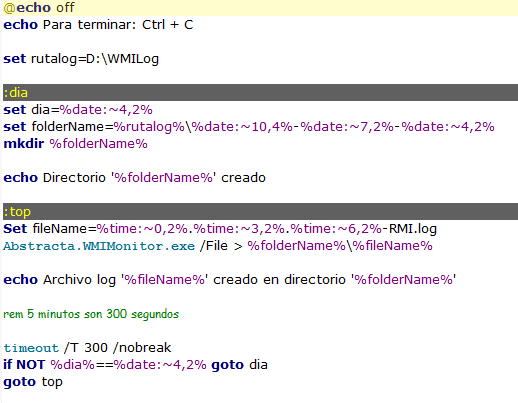 @echo off
echo Para terminar: Ctrl + C
set rutalog=D:\WMILog
:dia
set dia=%date:~4,2%
set folderName=%rutalog%\%date:~10,4%-%date:~7,2%-%date:~4,2%
mkdir %folderName%
echo Directorio '%folderName%' creado
:top
Set fileName=%time:~0,2%.%time:~3,2%.%time:~6,2%-RMI.log
Abstracta.WMIMonitor.exe /File > %folderName%\%fileName%
echo Archivo log '%fileName%' creado en directorio '%folderName%'
rem 5 minutos son 300 segundos
timeout /T 300 /nobreak
if NOT %dia%==%date:~4,2% goto dia
goto top